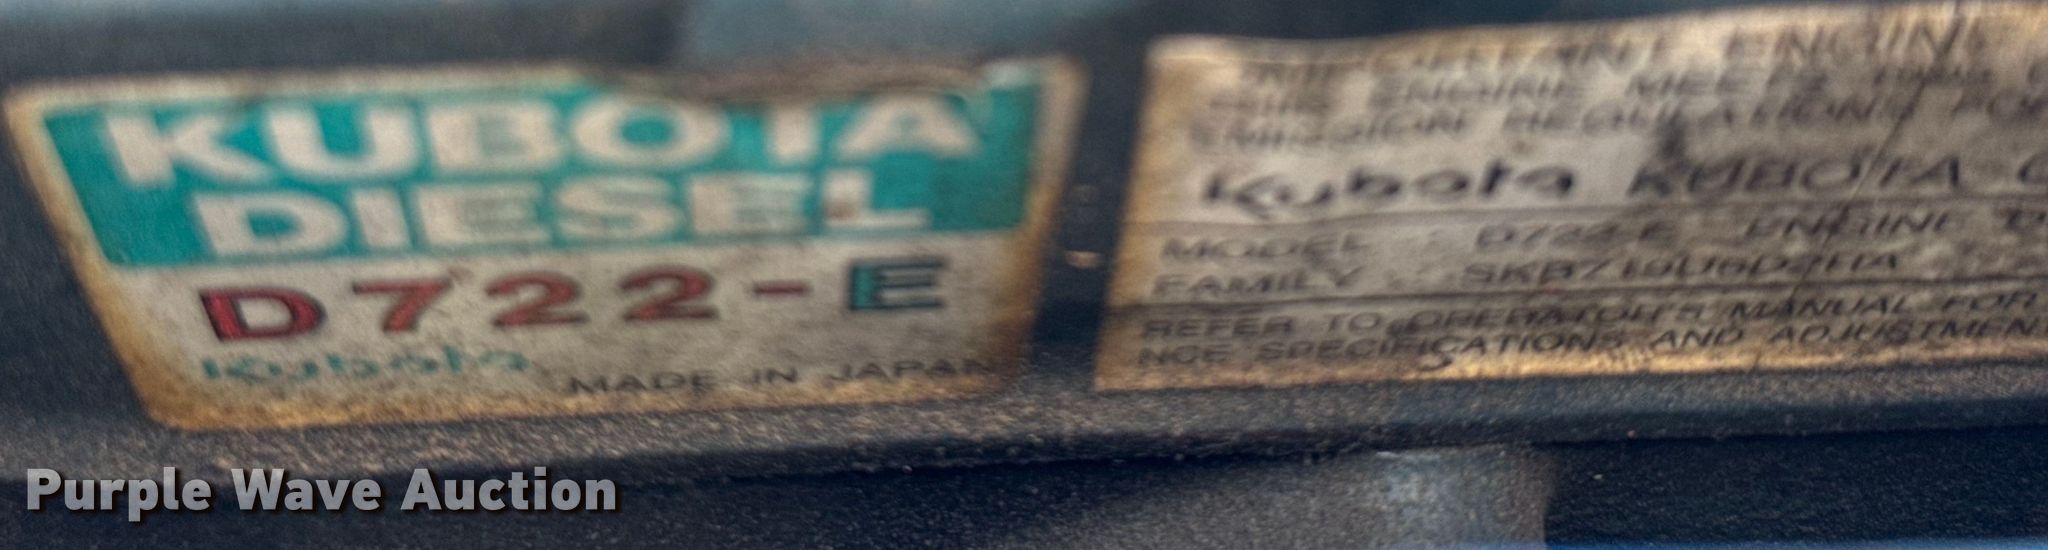 KUBOTA
DIESEL
D722-E
Kubota
MADE IN JAPAN
IMPORTANT ENGINE
THIS ENGINE MEETS
EMISSION REGULATIONS FOR
Kubota KUBOTA
MODEL : D722-E ENGINE
FAMILY :
REFER TO OPERATOR'S MANUAL FOR
NCE SPECIFICATIONS AND ADJUSTMENT
Purple Wave Auction